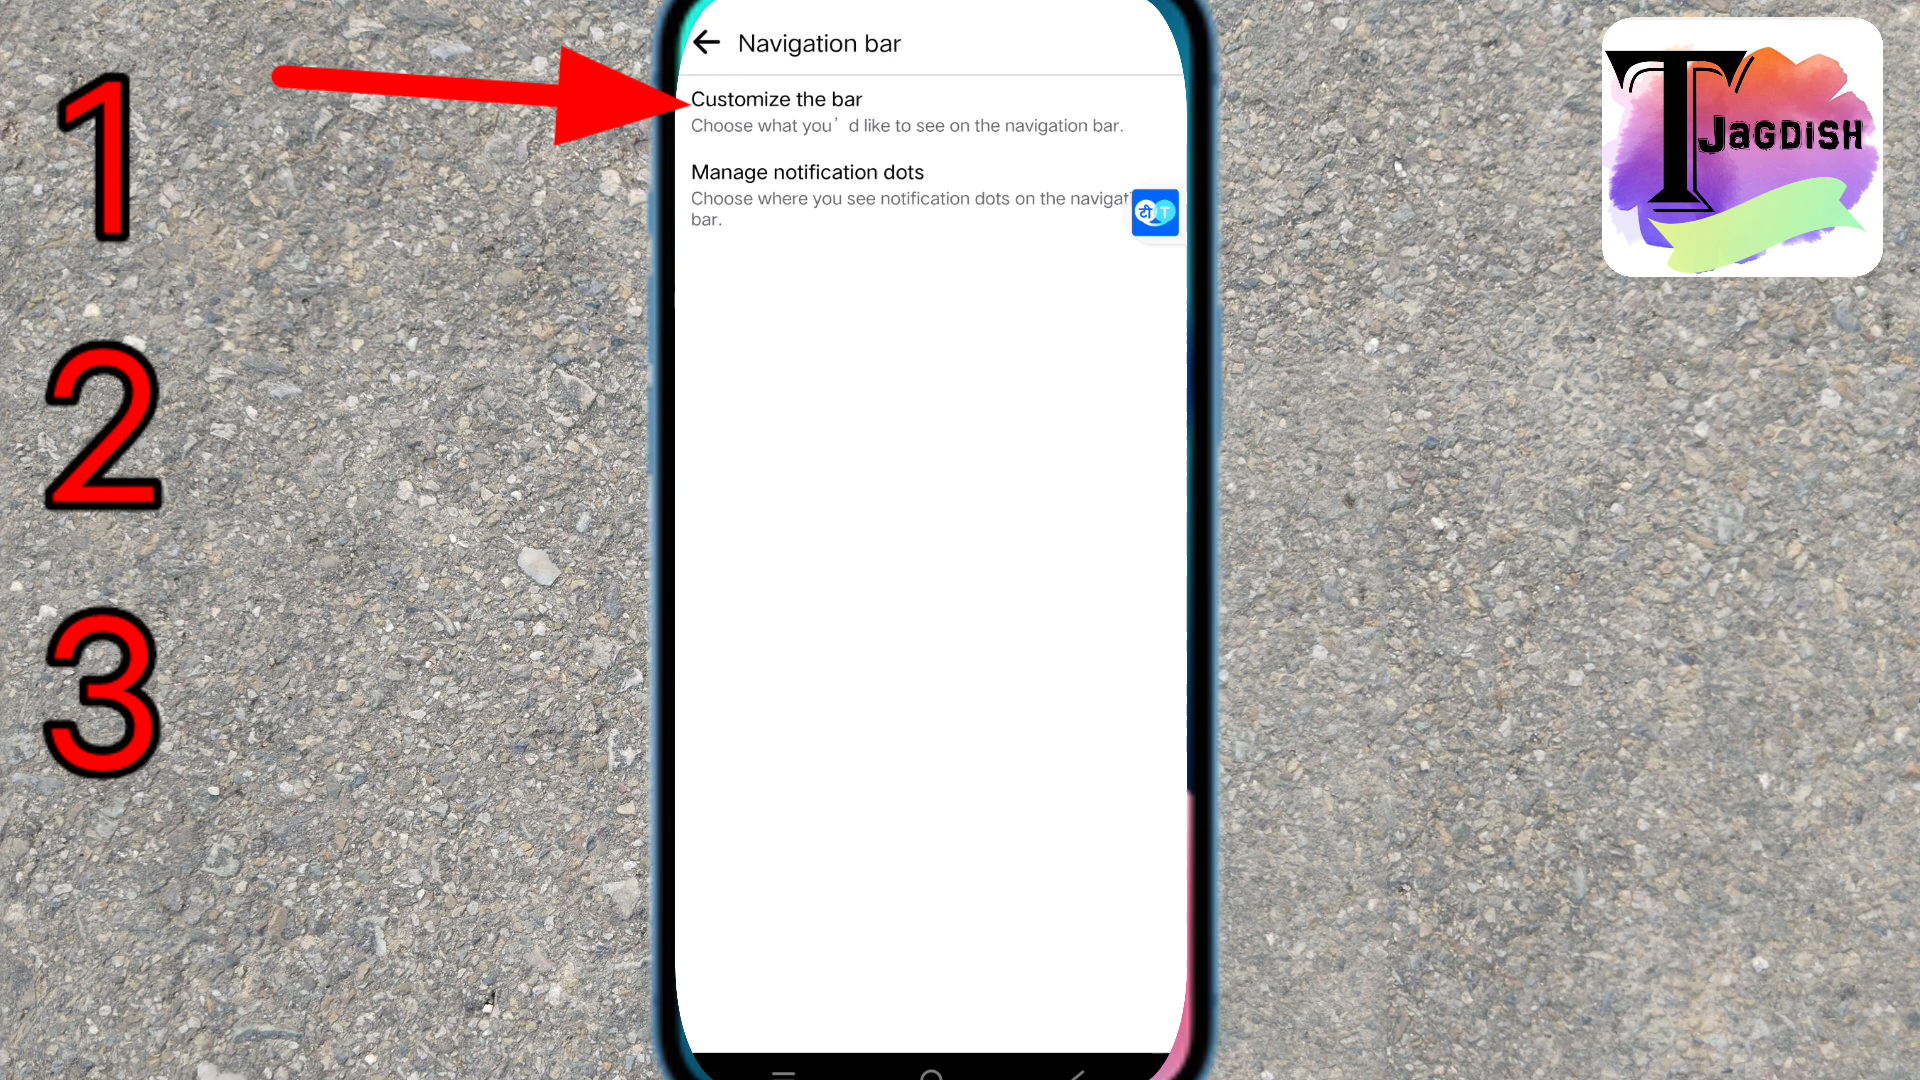 1
2
3
Navigation bar
Customize the bar
Choose what you’d like to see on the navigation bar.
Manage notification dots
Choose where you see notification dots on the navigat
bar.
टी T
T
JAGDISH